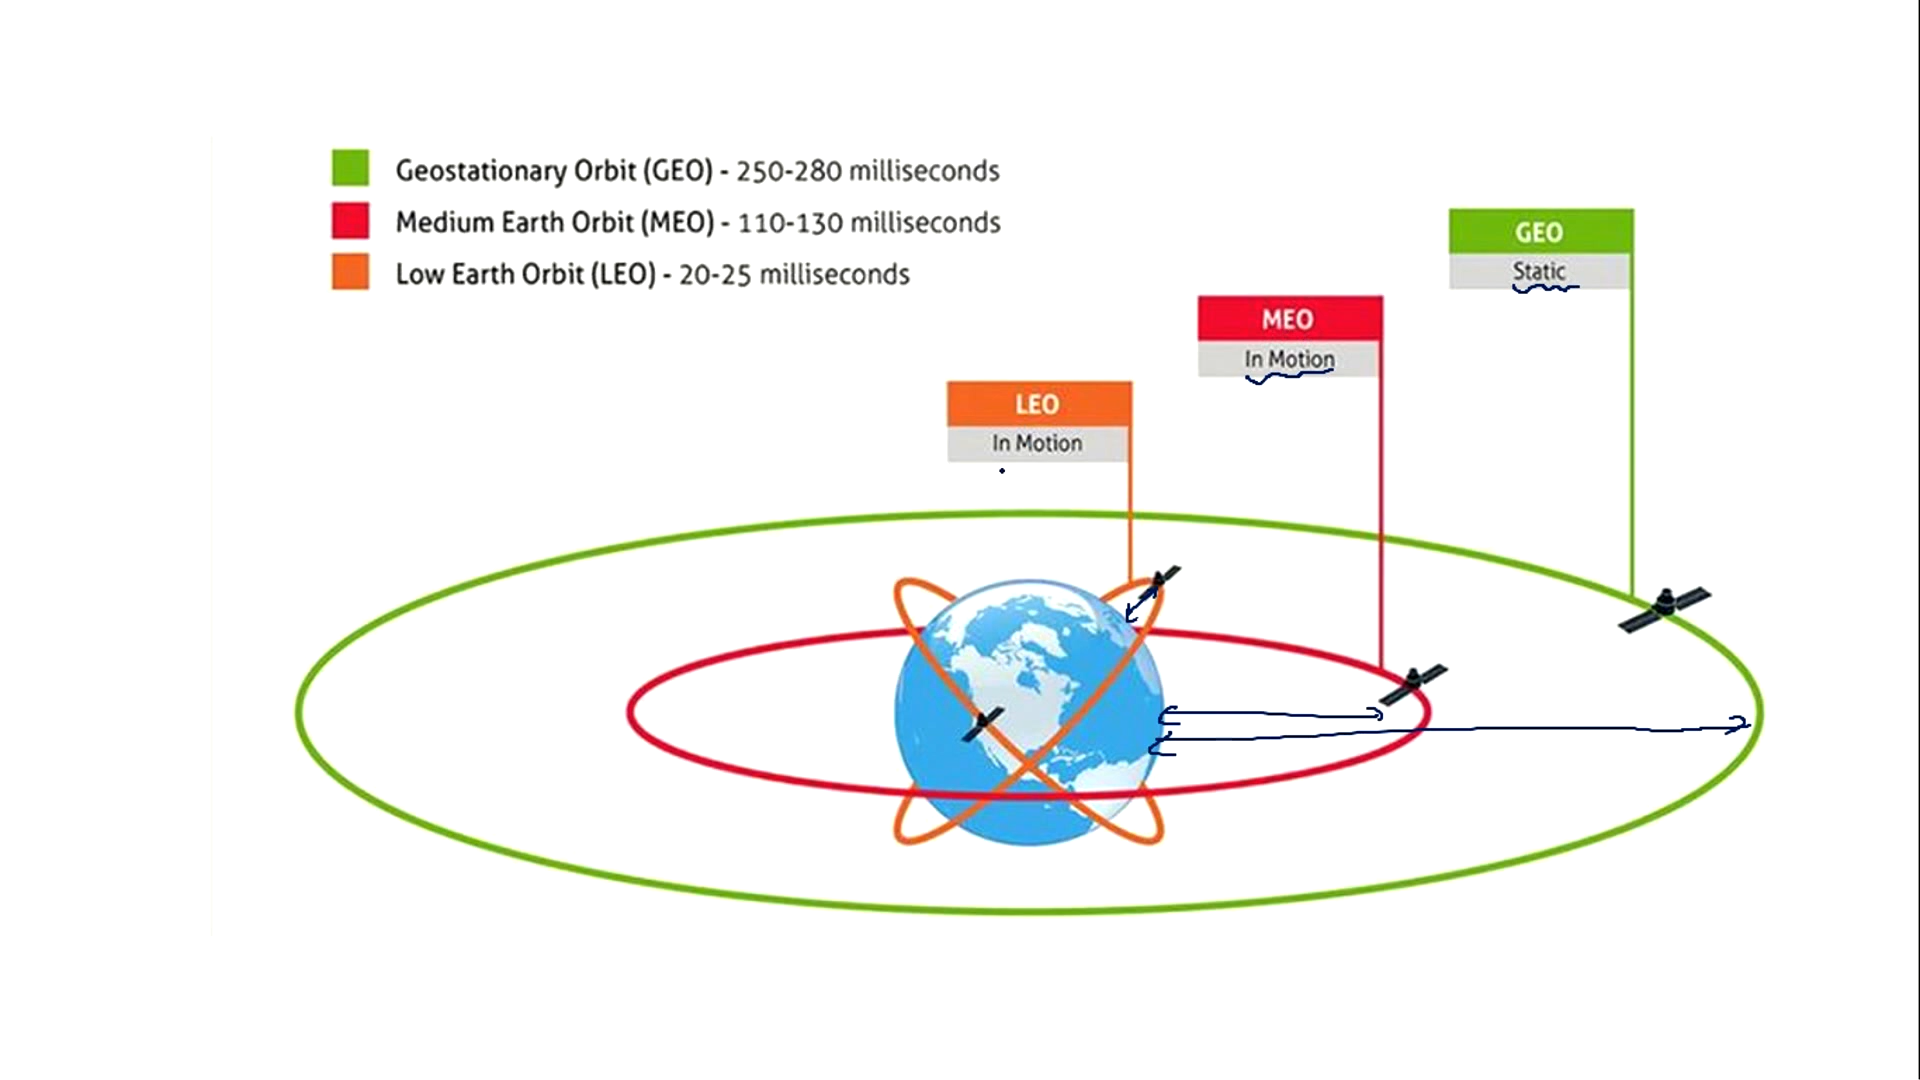 Geostationary Orbit (GEO) - 250-280 milliseconds
Medium Earth Orbit (MEO) - 110-130 milliseconds
Low Earth Orbit (LEO) - 20-25 milliseconds
GEO
Static
MEO
In Motion
LEO
In Motion